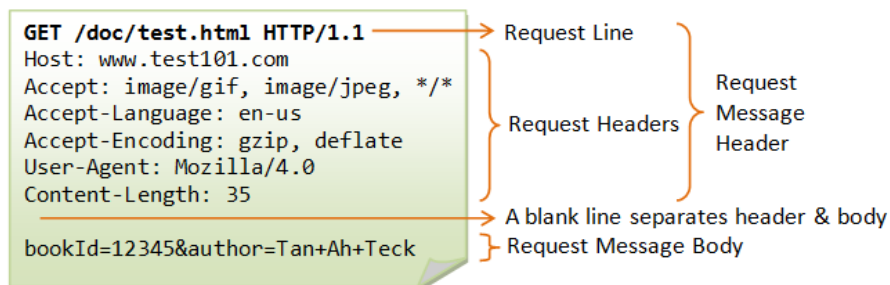 GET /doc/test.html HTTP/1.1
Host: www.test101.com
Accept: image/gif, image/jpeg, */*
Accept-Language: en-us
Accept-Encoding: gzip, deflate
User-Agent: Mozilla/4.0
Content-Length: 35
bookId=12345&author=Tan+Ah+Teck
Request Line
Request Headers
Request
Message
Header
A blank line separates header & body
Request Message Body